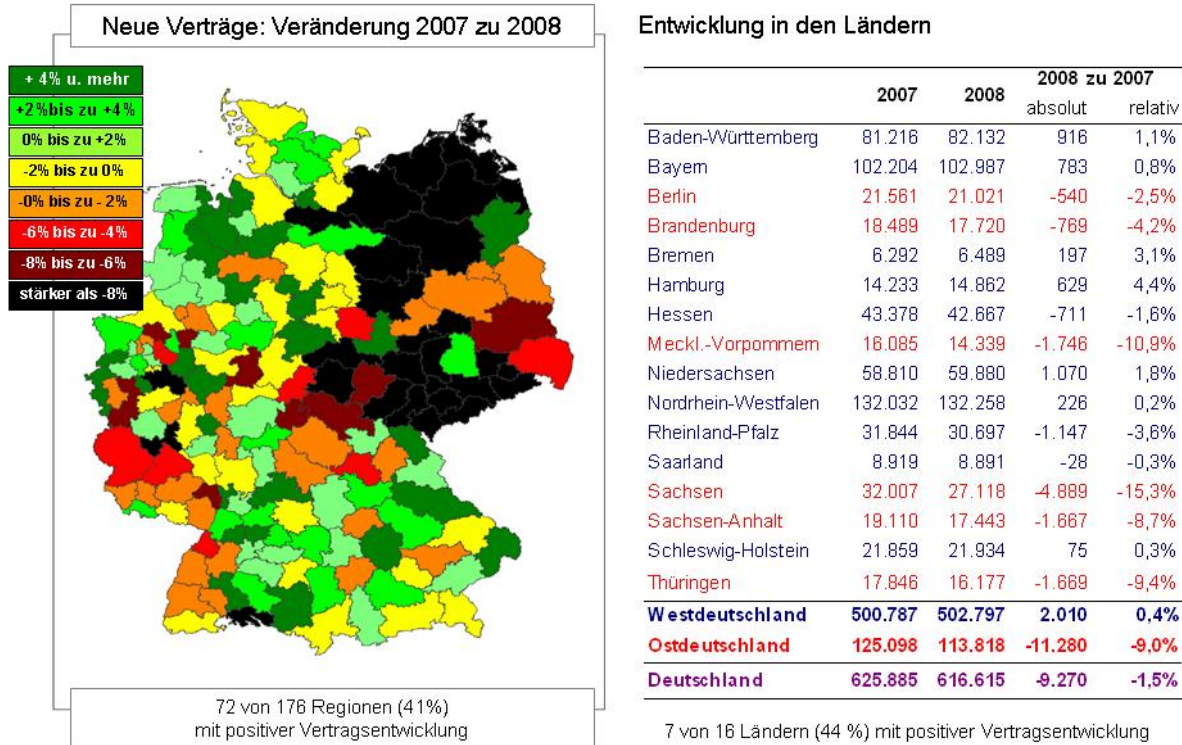 Neue Verträge: Veränderung 2007 zu 2008
+ 4% u. mehr
+2%bis zu +4%
0% bis zu +2%
-2% bis zu 0%
-0% bis zu - 2%
-6% bis zu -4%
-8% bis zu -6%
stärker als -8%
72 von 176 Regionen (41%)
mit positiver Vertragsentwicklung
Entwicklung in den Ländern
2008 zu 2007
2007 2008 absolut relativ
Baden-Württemberg 81.216 82.132 916 1,1%
Bayern 102.204 102.987 783 0,8%
Berlin 21.561 21.021 -540 -2,5%
Brandenburg 18.489 17.720 -769 -4,2%
Bremen 6.292 6.489 197 3,1%
Hamburg 14.233 14.862 629 4,4%
Hessen 43.378 42.667 -711 -1,6%
Meckl.-Vorpommern 16.085 14.339 -1.746 -10,9%
Niedersachsen 58.810 59.880 1.070 1,8%
Nordrhein-Westfalen 132.032 132.258 226 0,2%
Rheinland-Pfalz 31.844 30.697 -1.147 -3,6%
Saarland 8.919 8.891 -28 -0,3%
Sachsen 32.007 27.118 -4.889 -15,3%
Sachsen-Anhalt 19.110 17.443 -1.667 -8,7%
Schleswig-Holstein 21.859 21.934 75 0,3%
Thüringen 17.846 16.177 -1.669 -9,4%
Westdeutschland 500.787 502.797 2.010 0,4%
Ostdeutschland 125.098 113.818 -11.280 -9,0%
Deutschland 625.885 616.615 -9.270 -1,5%
7 von 16 Ländern (44 %) mit positiver Vertragsentwicklung